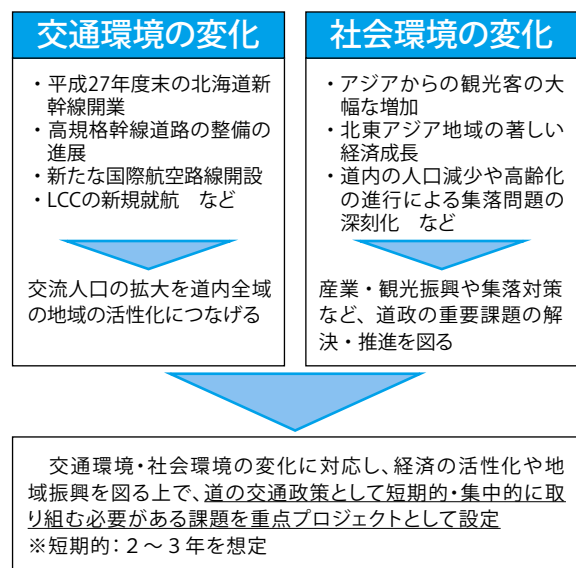 交通環境の変化
・平成27年度末の北海道新
幹線開業
・高規格幹線道路の整備の
進展
・新たな国際航空路線開設
・LCCの新規就航　など
交流人口の拡大を道内全域
の地域の活性化につなげる
社会環境の変化
・アジアからの観光客の大
幅な増加
・北東アジア地域の著しい
経済成長
・道内の人口減少や高齢化
の進行による集落問題の
深刻化　など
産業・観光振興や集落対策
など、道政の重要課題の解
決・推進を図る
　交通環境・社会環境の変化に対応し、経済の活性化や地
域振興を図る上で、道の交通政策として短期的・集中的に取
り組む必要がある課題を重点プロジェクトとして設定
※短期的：２～３年を想定